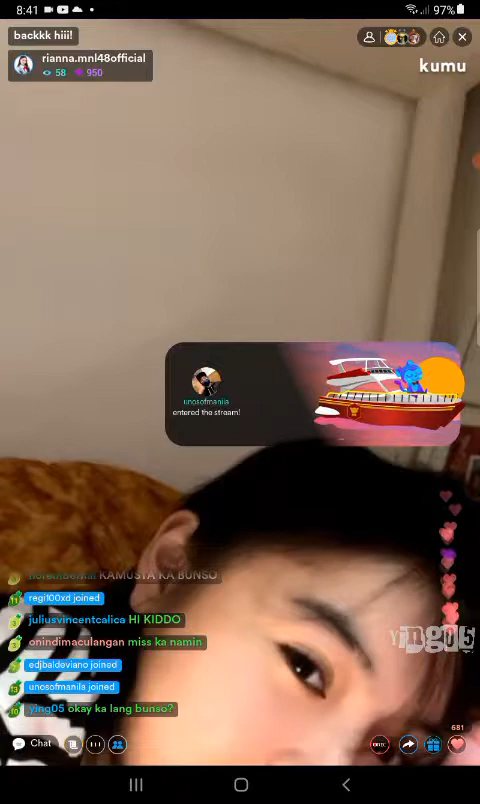 8:41
97%
backkk hiii!
rianna.mnl48official
58 950
kumu
unosofmanila
entered the stream!
KAMUSTA KA BUNSO
regi100xd joined
juliusvincentcalica HI KIDDO
onindimaculangan miss ka namin
edjbaldeviano joined
unosofmanila joined
ying05 okay ka lang bunso?
Ying05
681
Chat